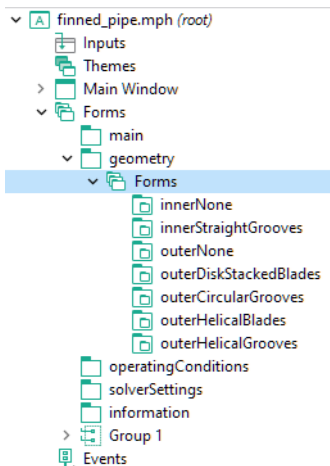 finned_pipe.mph (root)
Inputs
Themes
Main Window
Forms
main
geometry
Forms
innerNone
innerStraightGrooves
outerNone
outerDiskStackedBlades
outerCircularGrooves
outerHelicalBlades
outerHelicalGrooves
operatingConditions
solverSettings
information
Group 1
Events